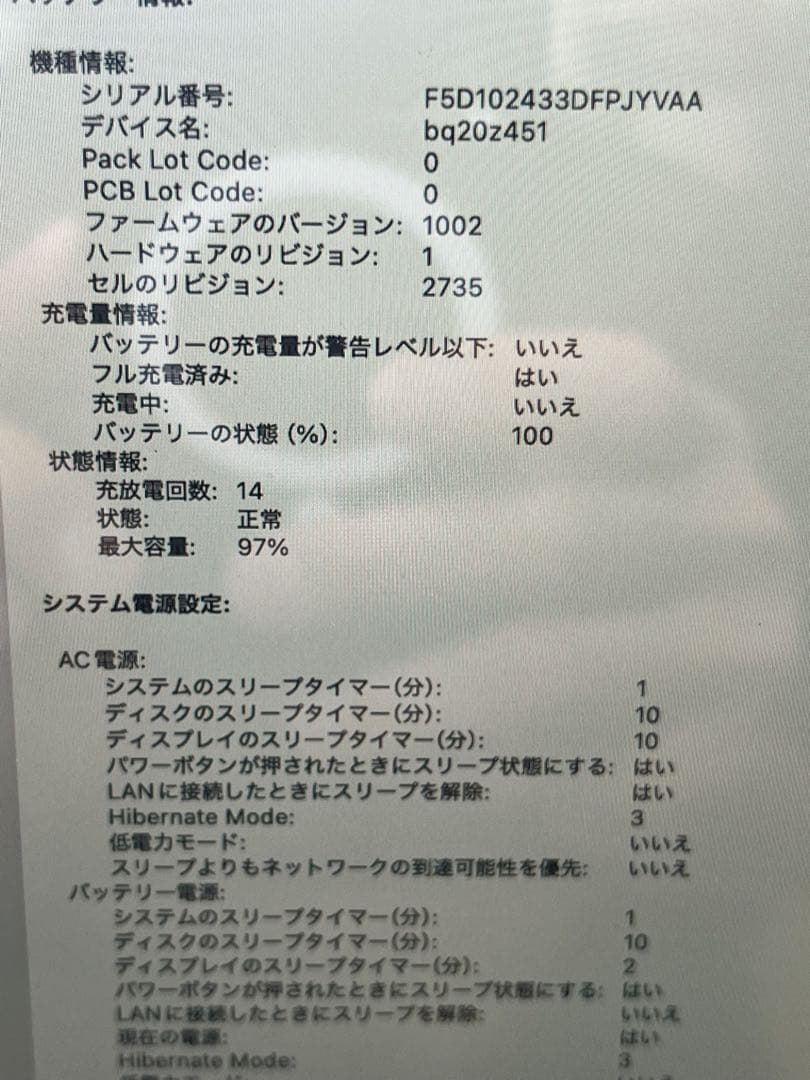 バッテリー情報:
機種情報:
シリアル番号: F5D102433DFPJYVAA
デバイス名: bq20z451
Pack Lot Code: 0
PCB Lot Code: 0
ファームウェアのバージョン: 1002
ハードウェアのリビジョン: 1
セルのリビジョン: 2735
充電量情報:
バッテリーの充電量が警告レベル以下: いいえ
フル充電済み: はい
充電中: いいえ
バッテリーの状態 (%): 100
状態情報:
充放電回数: 14
状態: 正常
最大容量: 97%
システム電源設定:
AC 電源:
システムのスリープタイマー(分): 1
ディスクのスリープタイマー(分): 10
ディスプレイのスリープタイマー(分): 10
パワーボタンが押されたときにスリープ状態にする: はい
LANに接続したときにスリープを解除: はい
Hibernate Mode: 3
低電力モード: いいえ
スリープよりもネットワークの到達可能性を優先: いいえ
バッテリー電源:
システムのスリープタイマー(分): 1
ディスクのスリープタイマー(分): 10
ディスプレイのスリープタイマー(分): 2
パワーボタンが押されたときにスリープ状態にする: はい
LANに接続したときにスリープを解除: いいえ
現在の電源: はい
Hibernate Mode: 3